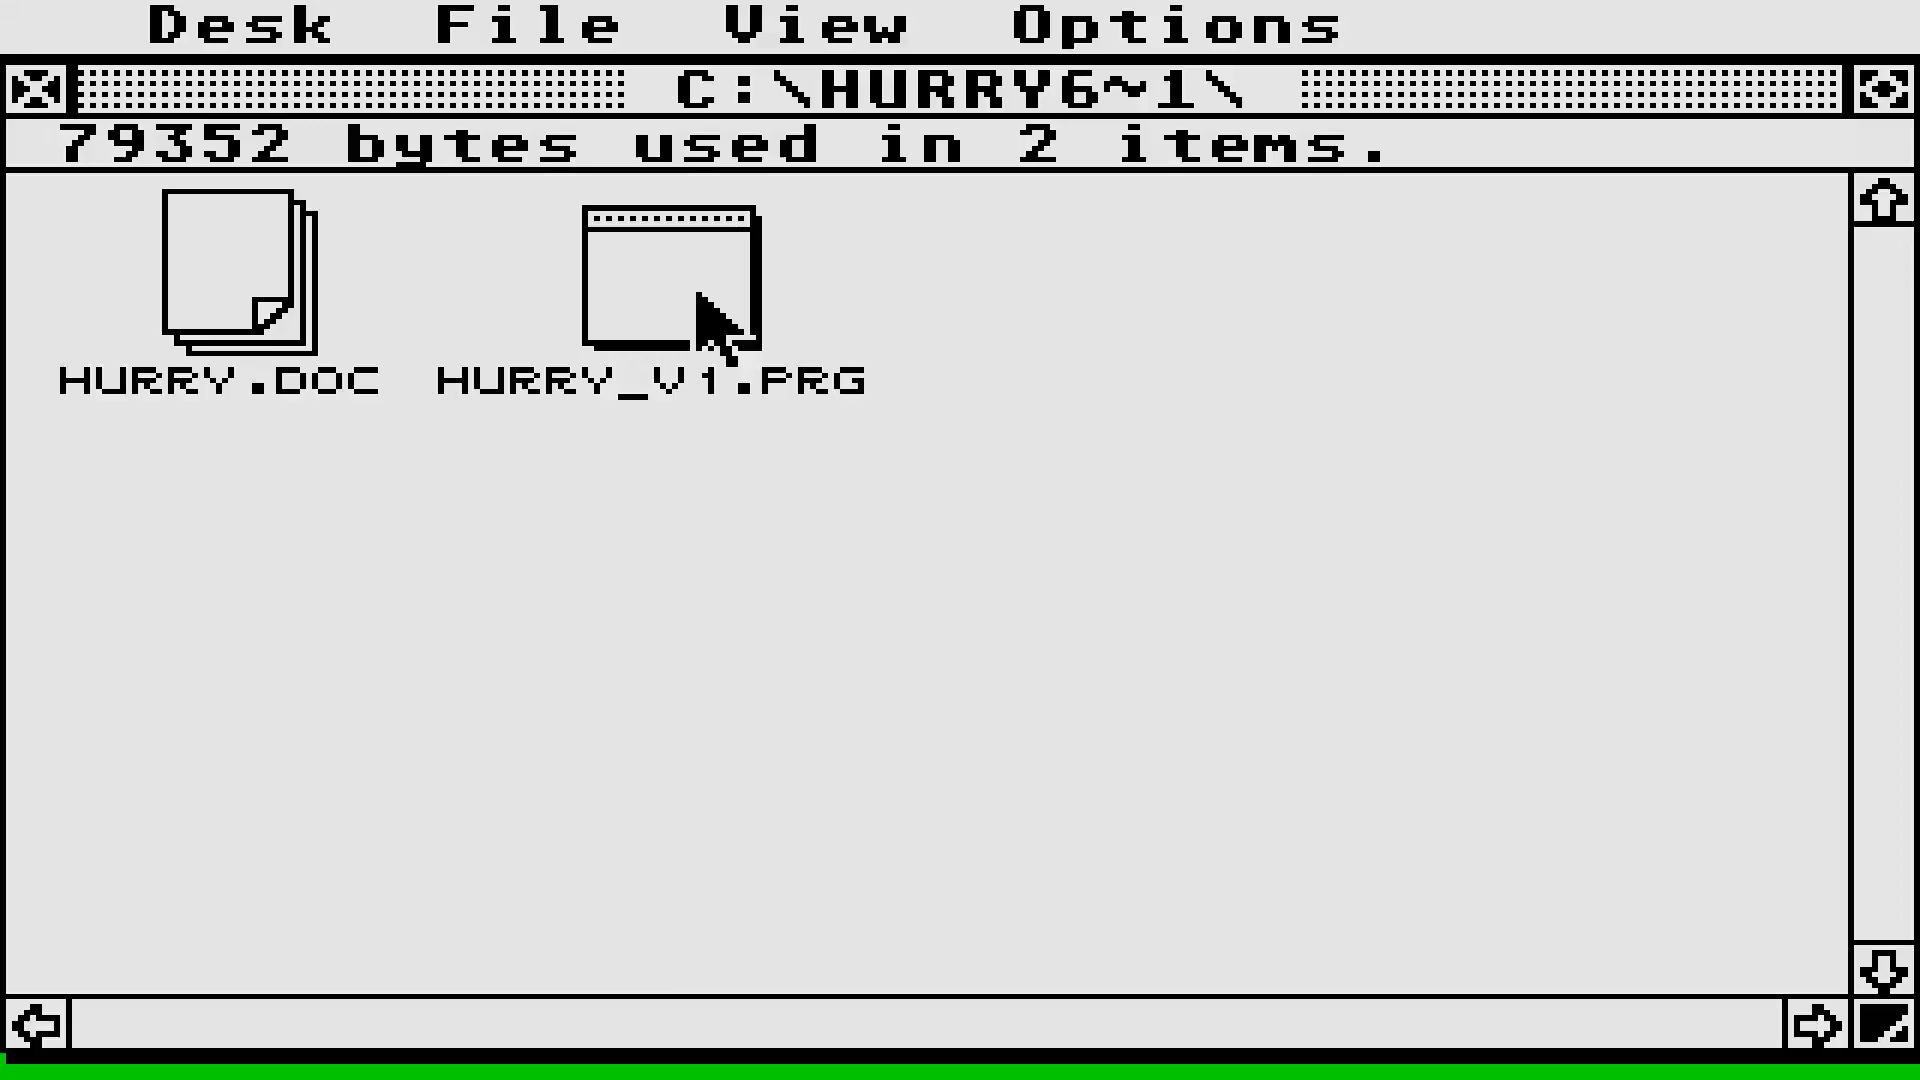 Desk File View Options
C:\HURRY6~1\
79352 bytes used in 2 items.
HURRY.DOC HURRY_V1.PRG